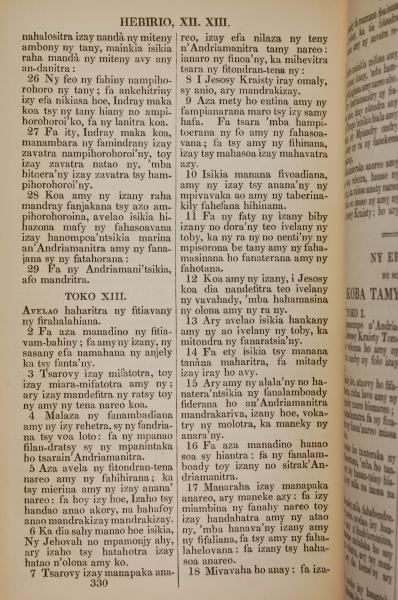 HEBIRIO, XII. XIII.
nahalositra izay nandà ny miteny
ambony ny tany, mainkia isikia
raha mandà ny miteny avy any
an-danitra:
26 Ny feo ny fahiny nampiho-
rohoro ny tany; fa ankehitriny
izy efa nikiasa hoe, Indray maka
koa tsy ny tany hiany no ampi-
horohoroi'ko, fa ny lanitra koa.
27 Fa ity, Indray maka koa,
manambara ny famindrany izay
zavatra nampihorohoroi'ny, toy
izay zavatra natao ny, 'mba
hitoera'ny izay zavatra tsy ham-
pihorohoroi'ny.
28 Koa amy ny izany raha
mandray fanjakana tsy azo am-
pihorohoroina, avelao isikia hi-
hazona mafy ny fahasoavana
izay hanompoa'ntsikia marina
an'Andriamanitra amy ny fana-
jana sy ny fatahorana:
29 Fa ny Andriamani'tsikia,
afo mandritra.
TOKO XIII.
AVELAO haharitra ny fitiavany
ny firahalahiana.
2 Fa aza manadino ny fitia-
vam-bahiny; fa amy ny izany, ny
sasany efa namahana ny anjely
ka tsy fanta'ny.
3 Tsarovy izay mifatotra, toy
izay miara-mifatotra amy ny;
ary izay mandefitra ny ratsy toy
ny amy ny tena nareo koa.
4 Malaza ny fanambadiana
amy ny izy rehetra, sy ny fandria-
na tsy voa loto: fa ny mpanao
filan-dratsy sy ny mpanintaka
ho tsarain'Andriamanitra.
5 Aza avela ny fitondran-tena
nareo amy ny fahihirana; ka
tsy mierina amy ny izay anana'
nareo: fa hoy izy hoe, Izaho tsy
handao anao akory, na hahafoy
anao mandrakizay mandrakizay.
6 Ka dia sahy manao hoe isikia,
Ny Jehovah no mpamonjy ahy,
ary izaho tsy hatahotra izay
hatao n'olona amy ko.
7 Tsarovy izay manapaka ana-
330
reo, izay efa nilaza ny teny
n'Andriamanitra tamy nareo:
ianaro ny finoa'ny, ka mihevitra
tsara ny fitondran-tena ny:
8 I Jesosy Kraisty iray omaly,
sy anio, ary mandrakizay.
9 Aza mety ho entina amy ny
fampianarana maro tsy izy samy
hafa. Fa tsara 'mba hampi-
toerana ny fo amy ny fahasoa-
vana; fa tsy amy ny fihinana,
izay tsy mahasoa izay mahavatra
azy.
10 Isikia manana fivoadiana,
amy ny izay tsy anana'ny ny
mpivavaka ao amy ny taberina-
kily fahefana hihinana.
11 Fa ny faty ny izany biby
izany no dora'ny teo ivelany ny
toby, ka ny ra ny no nenti'ny ny
mpisorona be tany amy ny faha-
masinana ho fanaterana amy ny
fahotana.
12 Koa amy ny izany, i Jesosy
koa dia nandefitra teo ivelany
ny vavahady, 'mba hahamasina
ny olona amy ny ra ny.
13 Ary avelao isikia hankany
amy ny ao ivelany ny toby, ka
mitondra ny fanaratsia'ny.
14 Fa ety isikia tsy manana
tanàna maharitra, fa mitady
izay iray ho avy.
15 Ary amy ny alala'ny no ha-
natera'ntsikia ny fanalamboady
fiderana ho an'Andriamanitra
mandrakariva, izany hoe, voka-
try ny molotra, ka maneky ny
anara'ny.
16 Fa aza manadino hanao
soa sy hiantra: fa ny fanalam-
boady toy izany no sitrak'An-
driamanitra.
17 Manaraha izay manapaka
anareo, ary maneke azy: fa izy
miambina ny fanahy nareo toy
izay handahatra amy ny atao
ny, 'mba hanava'ny izany amy
ny fifaliana, fa tsy amy ny faha-
lahelovana: fa izany tsy haha-
soa anareo.
18 Mivavaha ho anay: fa iza-
NY EP
KOBA TAMY
TOKO I.